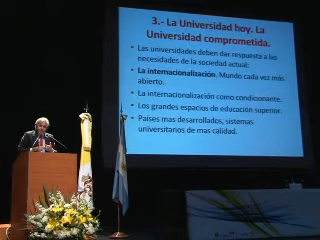 3.- La Universidad hoy. La
Universidad comprometida.
• Las universidades deben dar respuesta a las
necesidades de la sociedad actual:
• La internacionalización. Mundo cada vez más
abierto.
• La internacionalización como condicionante.
• Los grandes espacios de educación superior.
• Países mas desarrollados, sistemas
universitarios de mas calidad.